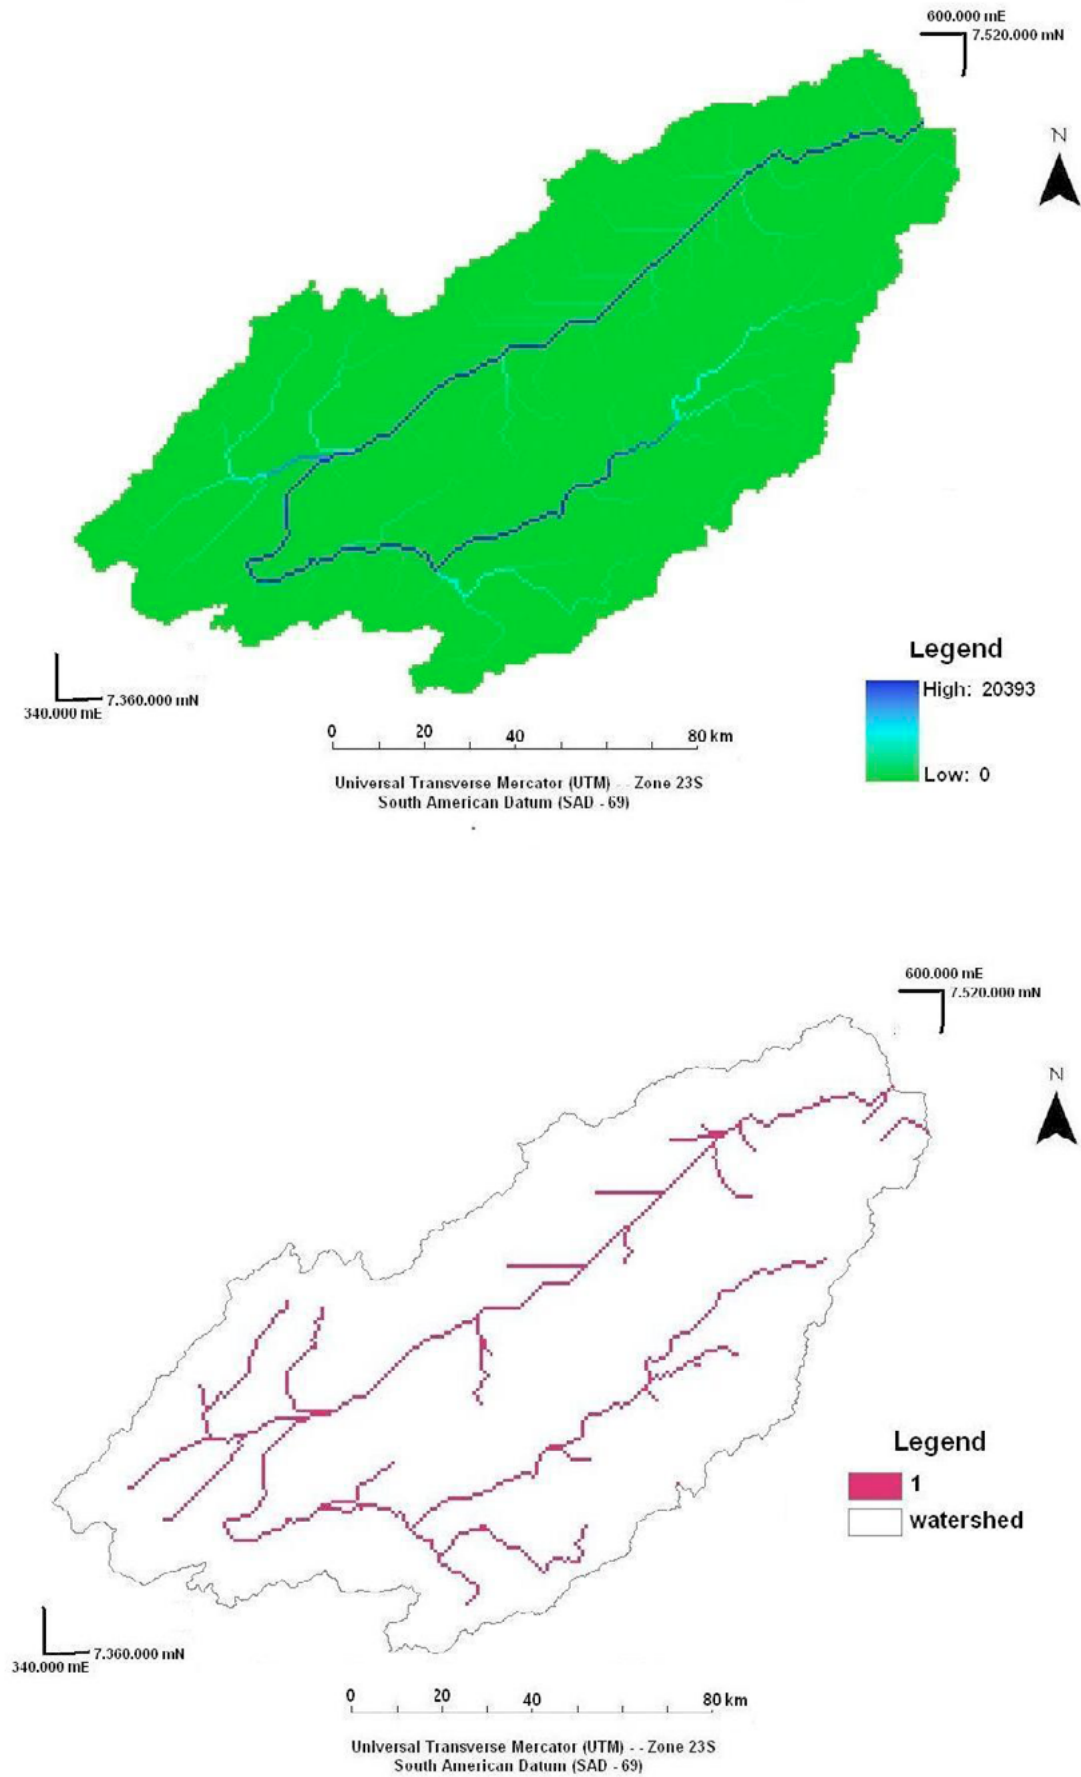 600.000 mE
7.520.000 mN
N
Legend
High: 20393
Low: 0
7.360.000 mN
340.000 mE
0 20 40 80 km
Universal Transverse Mercator (UTM) - - Zone 23S
South American Datum (SAD - 69)
600.000 mE
7.520.000 mN
N
Legend
1
watershed
7.360.000 mN
340.000 mE
0 20 40 80 km
Universal Transverse Mercator (UTM) - - Zone 23S
South American Datum (SAD - 69)